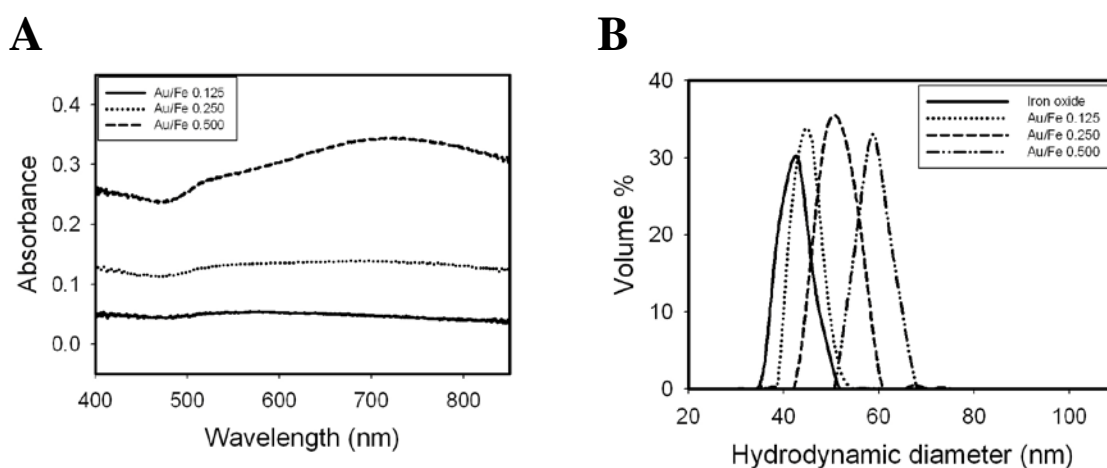 A
Absorbance
0.4
0.3
0.2
0.1
0.0
Au/Fe 0.125
Au/Fe 0.250
Au/Fe 0.500
400 500 600 700 800
Wavelength (nm)
B
Volume %
40
30
20
10
0
Iron oxide
Au/Fe 0.125
Au/Fe 0.250
Au/Fe 0.500
20 40 60 80 100
Hydrodynamic diameter (nm)